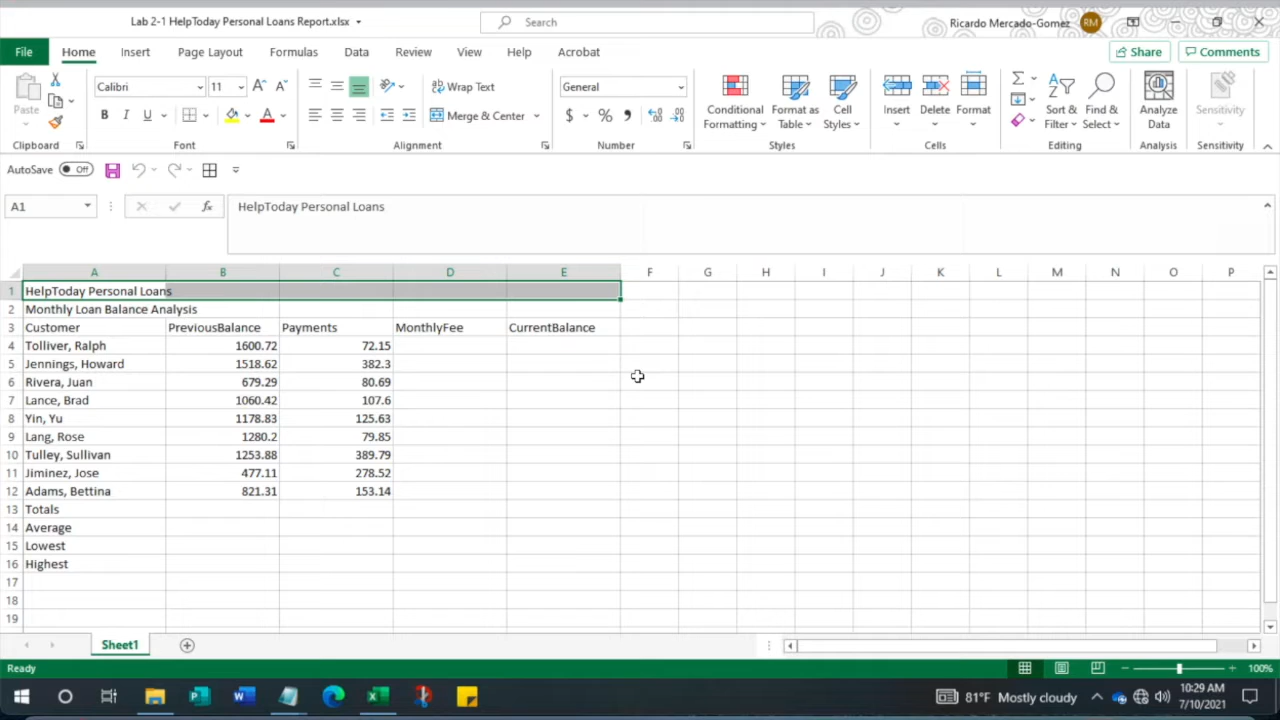 Lab 2-1 HelpToday Personal Loans Report.xlsx
Search
Ricardo Mercado-Gomez RM
File Home Insert Page Layout Formulas Data Review View Help Acrobat Share Comments
Paste
Clipboard
Calibri 11
B I U A
Font
Wrap Text
Merge & Center
Alignment
General
$ % ,
Number
Conditional Formatting
Format as Table
Cell Styles
Styles
Insert
Delete
Format
Cells
Sort & Filter
Find & Select
Editing
Analyze Data
Analysis
Sensitivity
Sensitivity
AutoSave Off
A1 fx HelpToday Personal Loans
A B C D E F G H I J K L M N O P
1 HelpToday Personal Loans
2 Monthly Loan Balance Analysis
3 Customer PreviousBalance Payments MonthlyFee CurrentBalance
4 Tolliver, Ralph 1600.72 72.15
5 Jennings, Howard 1518.62 382.3
6 Rivera, Juan 679.29 80.69
7 Lance, Brad 1060.42 107.6
8 Yin, Yu 1178.83 125.63
9 Lang, Rose 1280.2 79.85
10 Tulley, Sullivan 1253.88 389.79
11 Jiminez, Jose 477.11 278.52
12 Adams, Bettina 821.31 153.14
13 Totals
14 Average
15 Lowest
16 Highest
17
18
19
Sheet1
Ready 100%
81°F Mostly cloudy
10:29 AM
7/10/2021